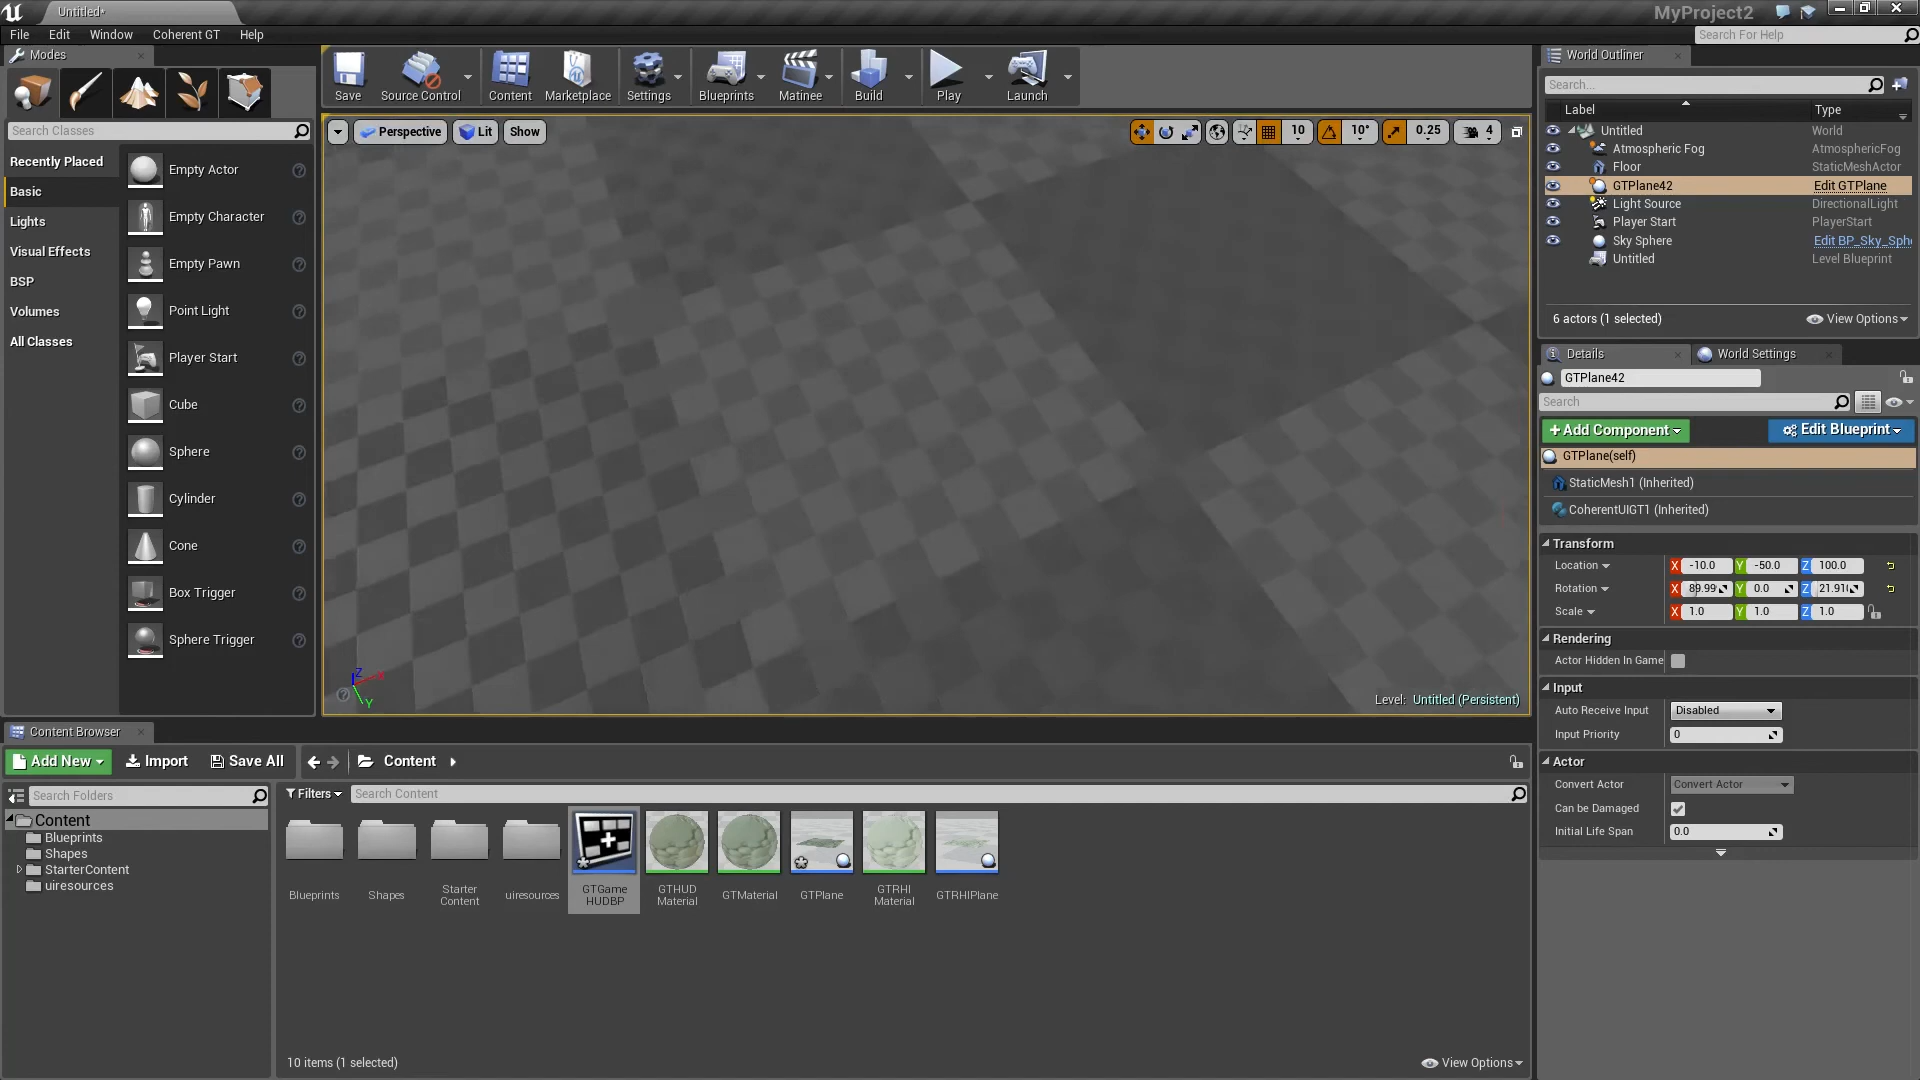 Untitled*
MyProject2
File Edit Window Coherent GT Help
Search For Help
Modes
Search Classes
Recently Placed
Basic
Lights
Visual Effects
BSP
Volumes
All Classes
Empty Actor
Empty Character
Empty Pawn
Point Light
Player Start
Cube
Sphere
Cylinder
Cone
Box Trigger
Sphere Trigger
Save Source Control Content Marketplace Settings Blueprints Matinee Build Play Launch
Perspective Lit Show
10 10° 0.25 4
Z
Y
Level: Untitled (Persistent)
World Outliner
Search...
Label Type
Untitled World
Atmospheric Fog AtmosphericFog
Floor StaticMeshActor
GTPlane42 Edit GTPlane
Light Source DirectionalLight
Player Start PlayerStart
Sky Sphere Edit BP_Sky_Sph
Untitled Level Blueprint
6 actors (1 selected) View Options
Details World Settings
GTPlane42
Search
+Add Component Edit Blueprint
GTPlane(self)
StaticMesh1 (Inherited)
CoherentUIGT1 (Inherited)
Transform
Location X -10.0 Y -50.0 Z 100.0
Rotation X 89.99 Y 0.0 Z 21.91
Scale X 1.0 Y 1.0 Z 1.0
Rendering
Actor Hidden In Game
Input
Auto Receive Input Disabled
Input Priority 0
Actor
Convert Actor Convert Actor
Can be Damaged
Initial Life Span 0.0
Content Browser
Add New Import Save All Content
Search Folders
Content
Blueprints
Shapes
StarterContent
uiresources
Filters Search Content
Blueprints
Shapes
Starter
Content
uiresources
GTGame
HUDBP
GTHUD
Material
GTMaterial
GTPlane
GTRHI
Material
GTRHIPlane
10 items (1 selected) View Options